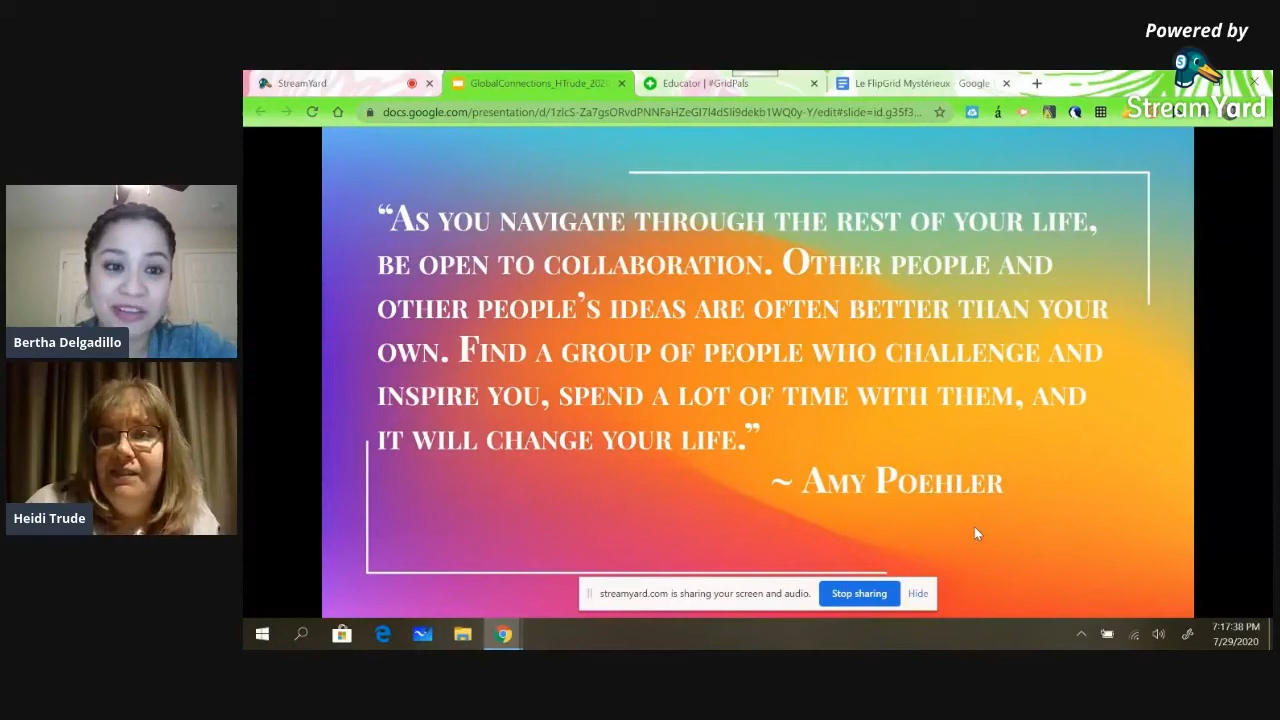 Powered by
StreamYard
StreamYard
GlobalConnections_HTrude_202
Educator | #GridPals
Le FlipGrid Mystérieux - Google
docs.google.com/presentation/d/1zlcS-Za7gsORvdPNNFaHZeGI7l4dSli9dekb1WQ0y-Y/edit#slide=id.g35f3...
“As you navigate through the rest of your life,
be open to collaboration. Other people and
other people’s ideas are often better than your
own. Find a group of people who challenge and
inspire you, spend a lot of time with them, and
it will change your life.”
~ Amy Poehler
Bertha Delgadillo
Heidi Trude
streamyard.com is sharing your screen and audio.
Stop sharing
Hide
7:17:38 PM
7/29/2020